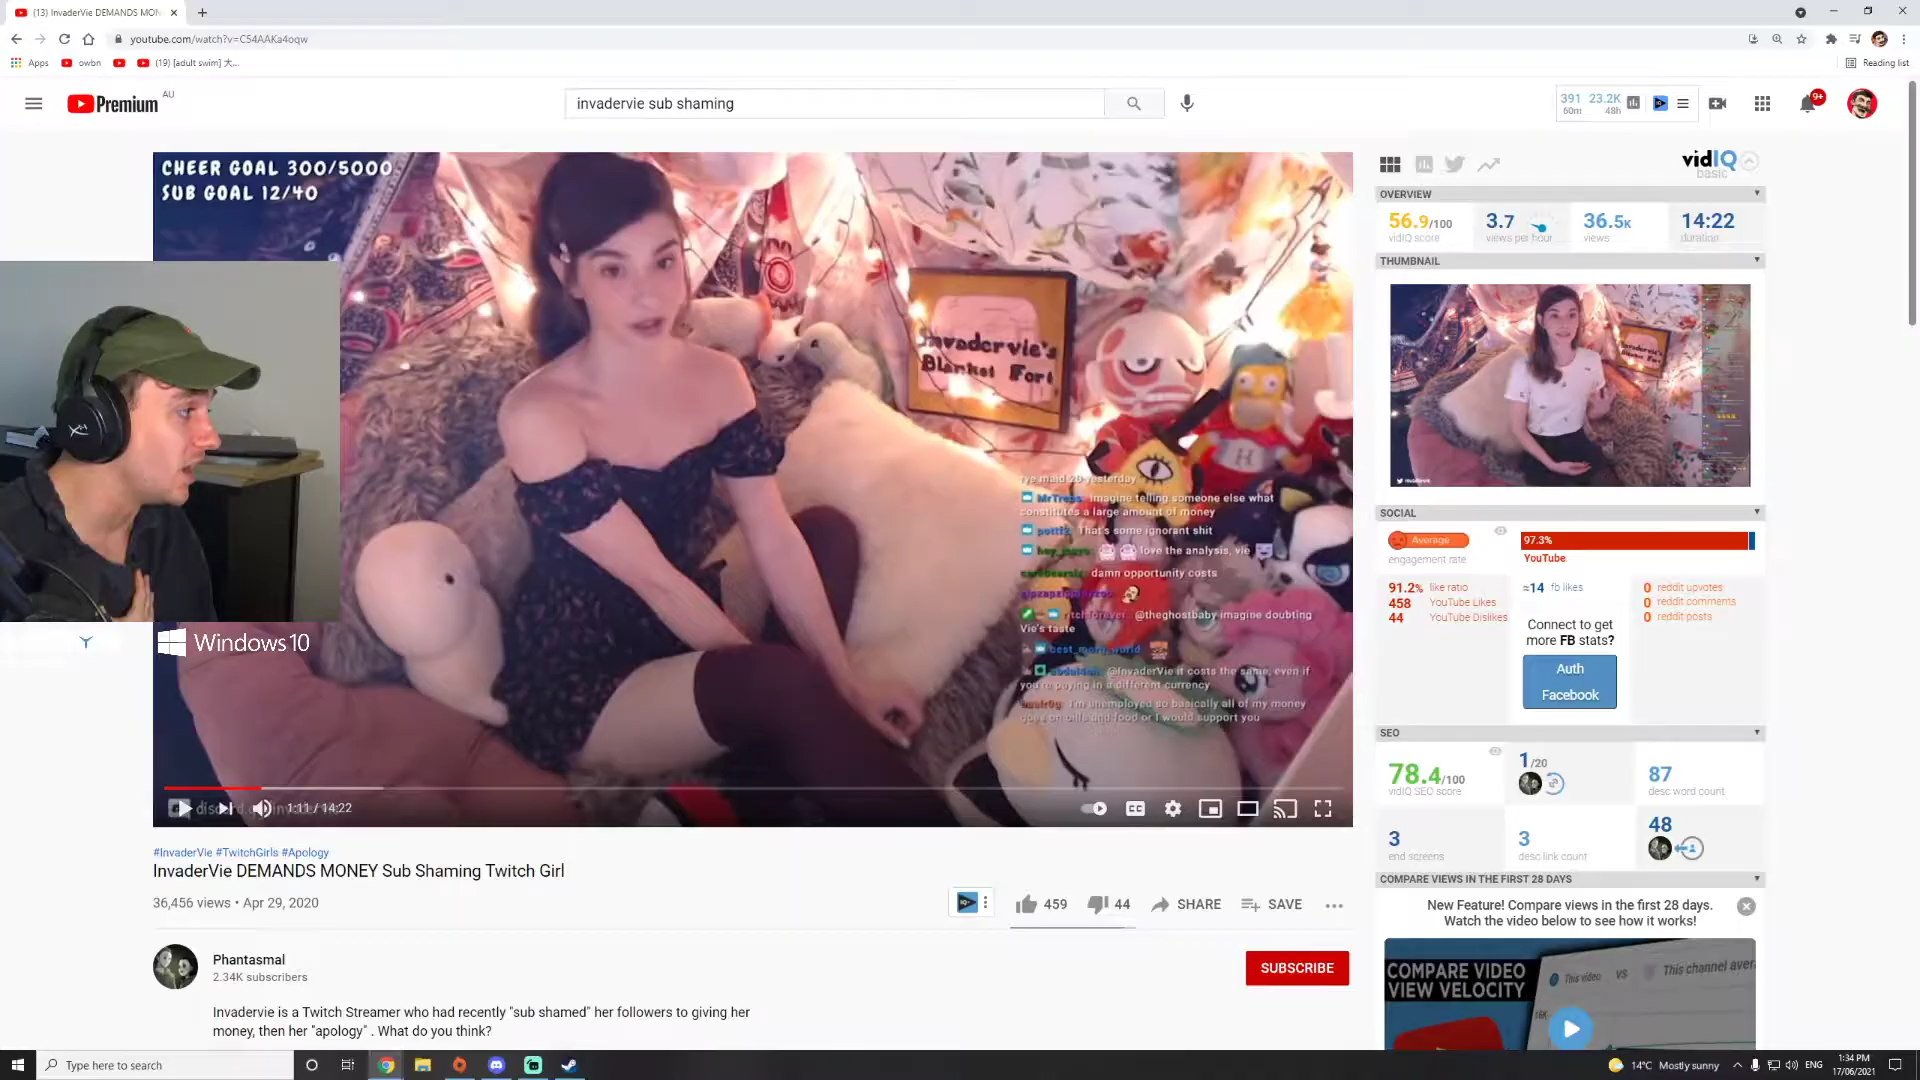 (13) InvaderVie DEMANDS MON
youtube.com/watch?v=C54AAKa4oqw
Apps
owbn
(19) [adult swim] 大...
Reading list
Premium
AU
invadervie sub shaming
391
23.2K
60m
48h
9+
CHEER GOAL 300/5000
SUB GOAL 12/40
Invadervie's
Blanket Fort
yesterday
MrTreps: Imagine telling someone else what
constitutes a large amount of money
That's some ignorant shit
love the analysis, vie
damn opportunity costs
@theghostbaby imagine doubting
Vie's taste
@InvaderVie it costs the same, even if
you're paying in a different currency
I'm unemployed so basically all of my money
goes on bills and food or I would support you
Windows 10
1:11 / 14:22
#InvaderVie #TwitchGirls #Apology
InvaderVie DEMANDS MONEY Sub Shaming Twitch Girl
36,456 views • Apr 29, 2020
459
44
SHARE
SAVE
Phantasmal
2.34K subscribers
SUBSCRIBE
Invadervie is a Twitch Streamer who had recently "sub shamed" her followers to giving her
money, then her "apology" . What do you think?
vidIQ
basic
OVERVIEW
56.9/100
vidIQ score
3.7
views per hour
36.5K
views
14:22
duration
THUMBNAIL
SOCIAL
Average
engagement rate
97.3%
YouTube
91.2% like ratio
458 YouTube Likes
44 YouTube Dislikes
≈14 fb likes
Connect to get
more FB stats?
Auth
Facebook
0 reddit upvotes
0 reddit comments
0 reddit posts
SEO
78.4/100
vidIQ SEO score
1/20
87
desc word count
3
end screens
3
desc link count
48
COMPARE VIEWS IN THE FIRST 28 DAYS
New Feature! Compare views in the first 28 days.
Watch the video below to see how it works!
COMPARE VIDEO
VIEW VELOCITY
This video
VS
This channel avera
Type here to search
14°C Mostly sunny
ENG
1:34 PM
17/06/2021